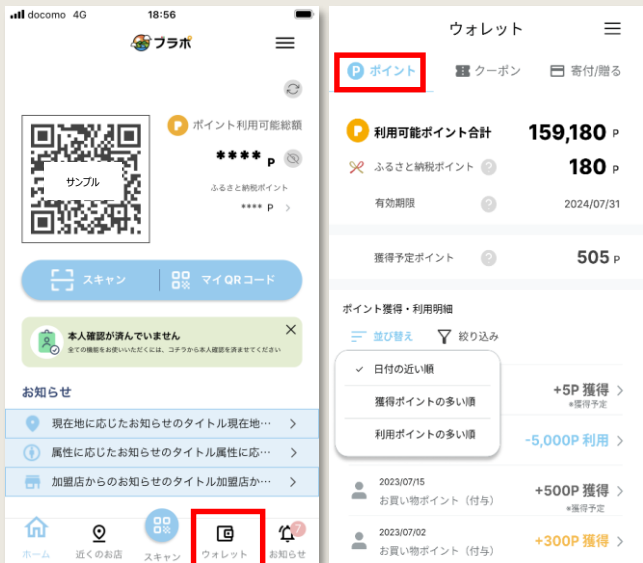 docomo 4G 18:56
プラポ
P ポイント利用可能総額
**** P
サンプル
ふるさと納税ポイント
**** P
スキャン
マイQRコード
本人確認が済んでいません
全ての機能をお使いいただくには、コチラから本人確認を済ませてください
お知らせ
現在地に応じたお知らせのタイトル現在地…
属性に応じたお知らせのタイトル属性に応…
加盟店からのお知らせのタイトル加盟店か…
7
ホーム 近くのお店 スキャン ウォレット お知らせ
ウォレット
P ポイント クーポン 寄付/贈る
P 利用可能ポイント合計 159,180 P
ふるさと納税ポイント ? 180 P
有効期限 ? 2024/07/31
獲得予定ポイント ? 505 P
ポイント獲得・利用明細
並び替え 絞り込み
✓ 日付の近い順
獲得ポイントの多い順
利用ポイントの多い順
+5P 獲得
*獲得予定
-5,000P 利用
2023/07/15
お買い物ポイント（付与） +500P 獲得
*獲得予定
2023/07/02
お買い物ポイント（付与） +300P 獲得